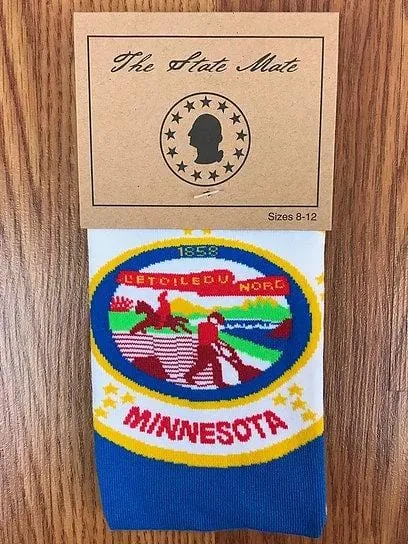 The State Mate
Sizes 8-12
1858
L'ETOILE DU NORD
MINNESOTA